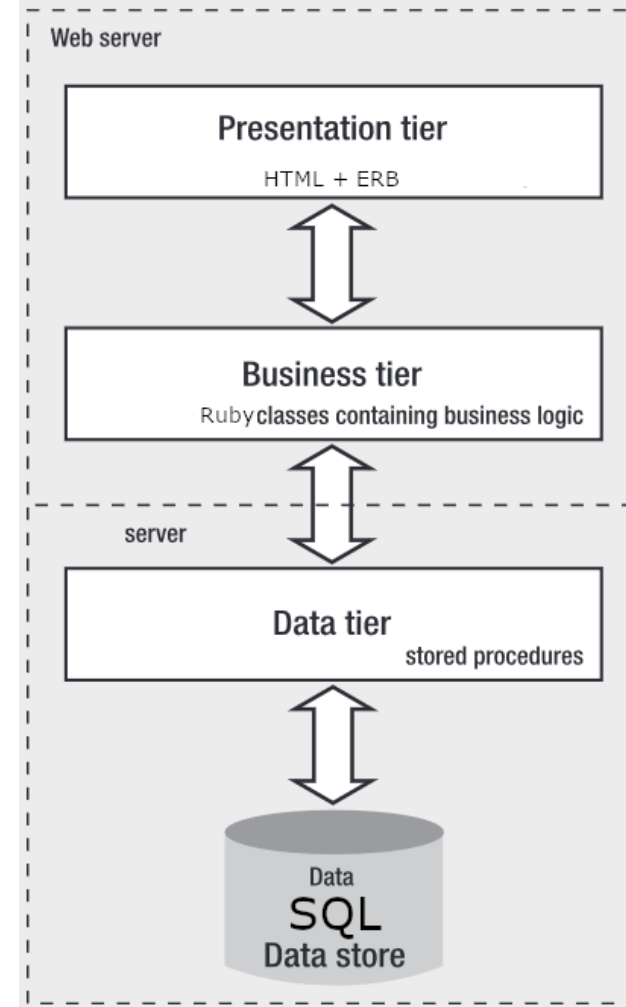 Web server
Presentation tier
HTML + ERB
Business tier
Ruby classes containing business logic
server
Data tier
stored procedures
Data
SQL
Data store